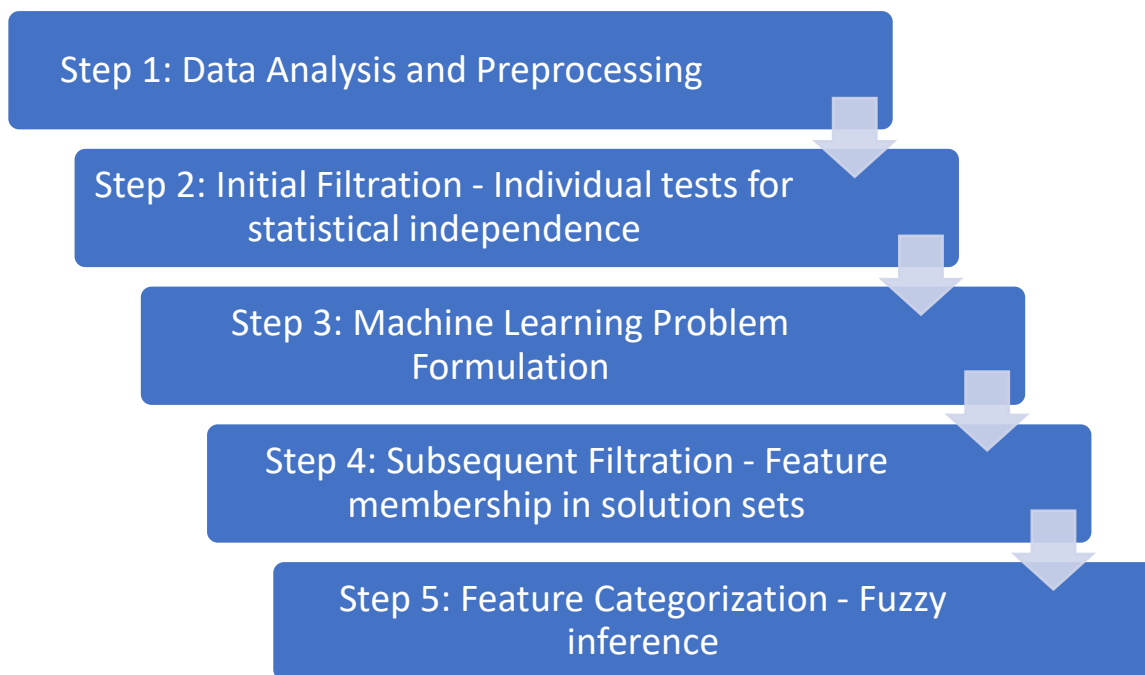 Step 1: Data Analysis and Preprocessing
Step 2: Initial Filtration - Individual tests for
statistical independence
Step 3: Machine Learning Problem
Formulation
Step 4: Subsequent Filtration - Feature
membership in solution sets
Step 5: Feature Categorization - Fuzzy
inference